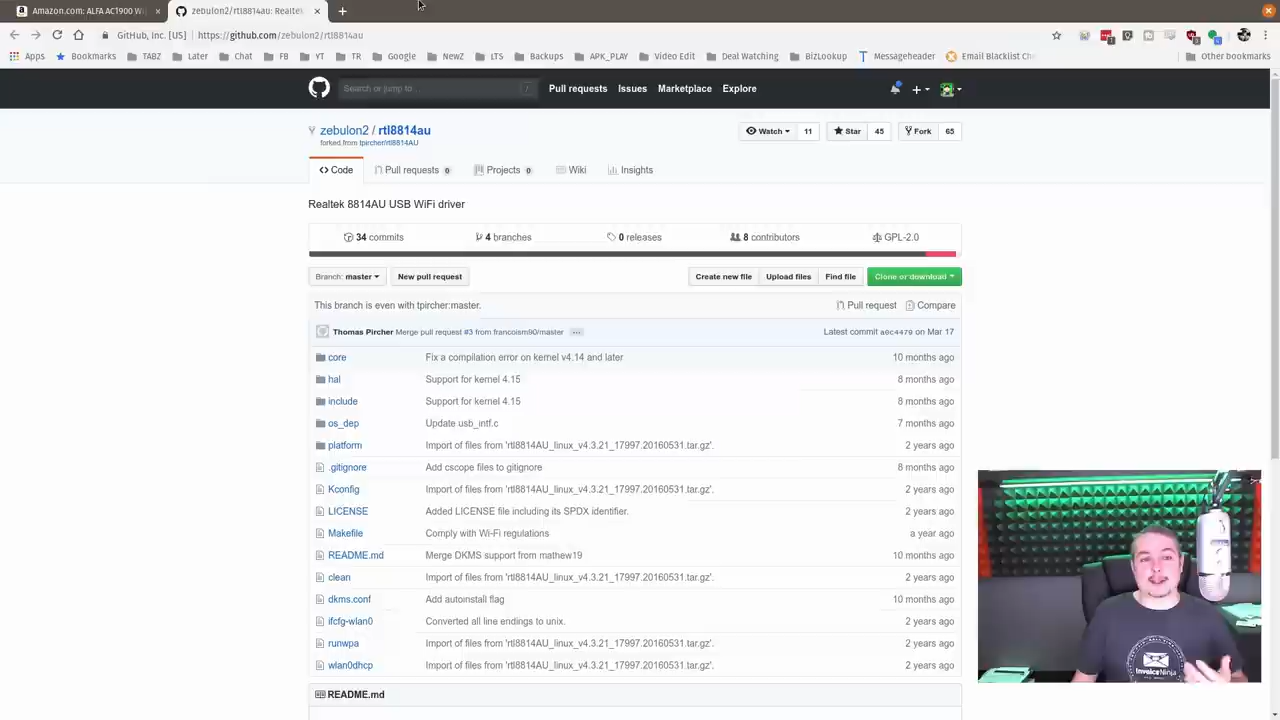 Amazon.com: ALFA AC1900 Wi
zebulon2/rtl8814au: Realtek
GitHub, Inc. [US]
https://github.com/zebulon2/rtl8814au
Apps
Bookmarks
TABZ
Later
Chat
FB
YT
TR
Google
NewZ
LTS
Backups
APK_PLAY
Video Edit
Deal Watching
BizLookup
Messageheader
Email Blacklist Che
Other bookmarks
Search or jump to...
/
Pull requests
Issues
Marketplace
Explore
zebulon2 / rtl8814au
forked from tpircher/rtl8814AU
Watch 11
Star 45
Fork 65
Code
Pull requests 0
Projects 0
Wiki
Insights
Realtek 8814AU USB WiFi driver
34 commits
4 branches
0 releases
8 contributors
GPL-2.0
Branch: master
New pull request
Create new file
Upload files
Find file
Clone or download
This branch is even with tpircher:master.
Pull request
Compare
Thomas Pircher Merge pull request #3 from francoism90/master ...
Latest commit a0c4479 on Mar 17
core Fix a compilation error on kernel v4.14 and later 10 months ago
hal Support for kernel 4.15 8 months ago
include Support for kernel 4.15 8 months ago
os_dep Update usb_intf.c 7 months ago
platform Import of files from 'rtl8814AU_linux_v4.3.21_17997.20160531.tar.gz'. 2 years ago
.gitignore Add cscope files to gitignore 8 months ago
Kconfig Import of files from 'rtl8814AU_linux_v4.3.21_17997.20160531.tar.gz'. 2 years ago
LICENSE Added LICENSE file including its SPDX identifier. 2 years ago
Makefile Comply with Wi-Fi regulations a year ago
README.md Merge DKMS support from mathew19 10 months ago
clean Import of files from 'rtl8814AU_linux_v4.3.21_17997.20160531.tar.gz'. 2 years ago
dkms.conf Add autoinstall flag 10 months ago
ifcfg-wlan0 Converted all line endings to unix. 2 years ago
runwpa Import of files from 'rtl8814AU_linux_v4.3.21_17997.20160531.tar.gz'. 2 years ago
wlan0dhcp Import of files from 'rtl8814AU_linux_v4.3.21_17997.20160531.tar.gz'. 2 years ago
README.md
InvoiceNinja